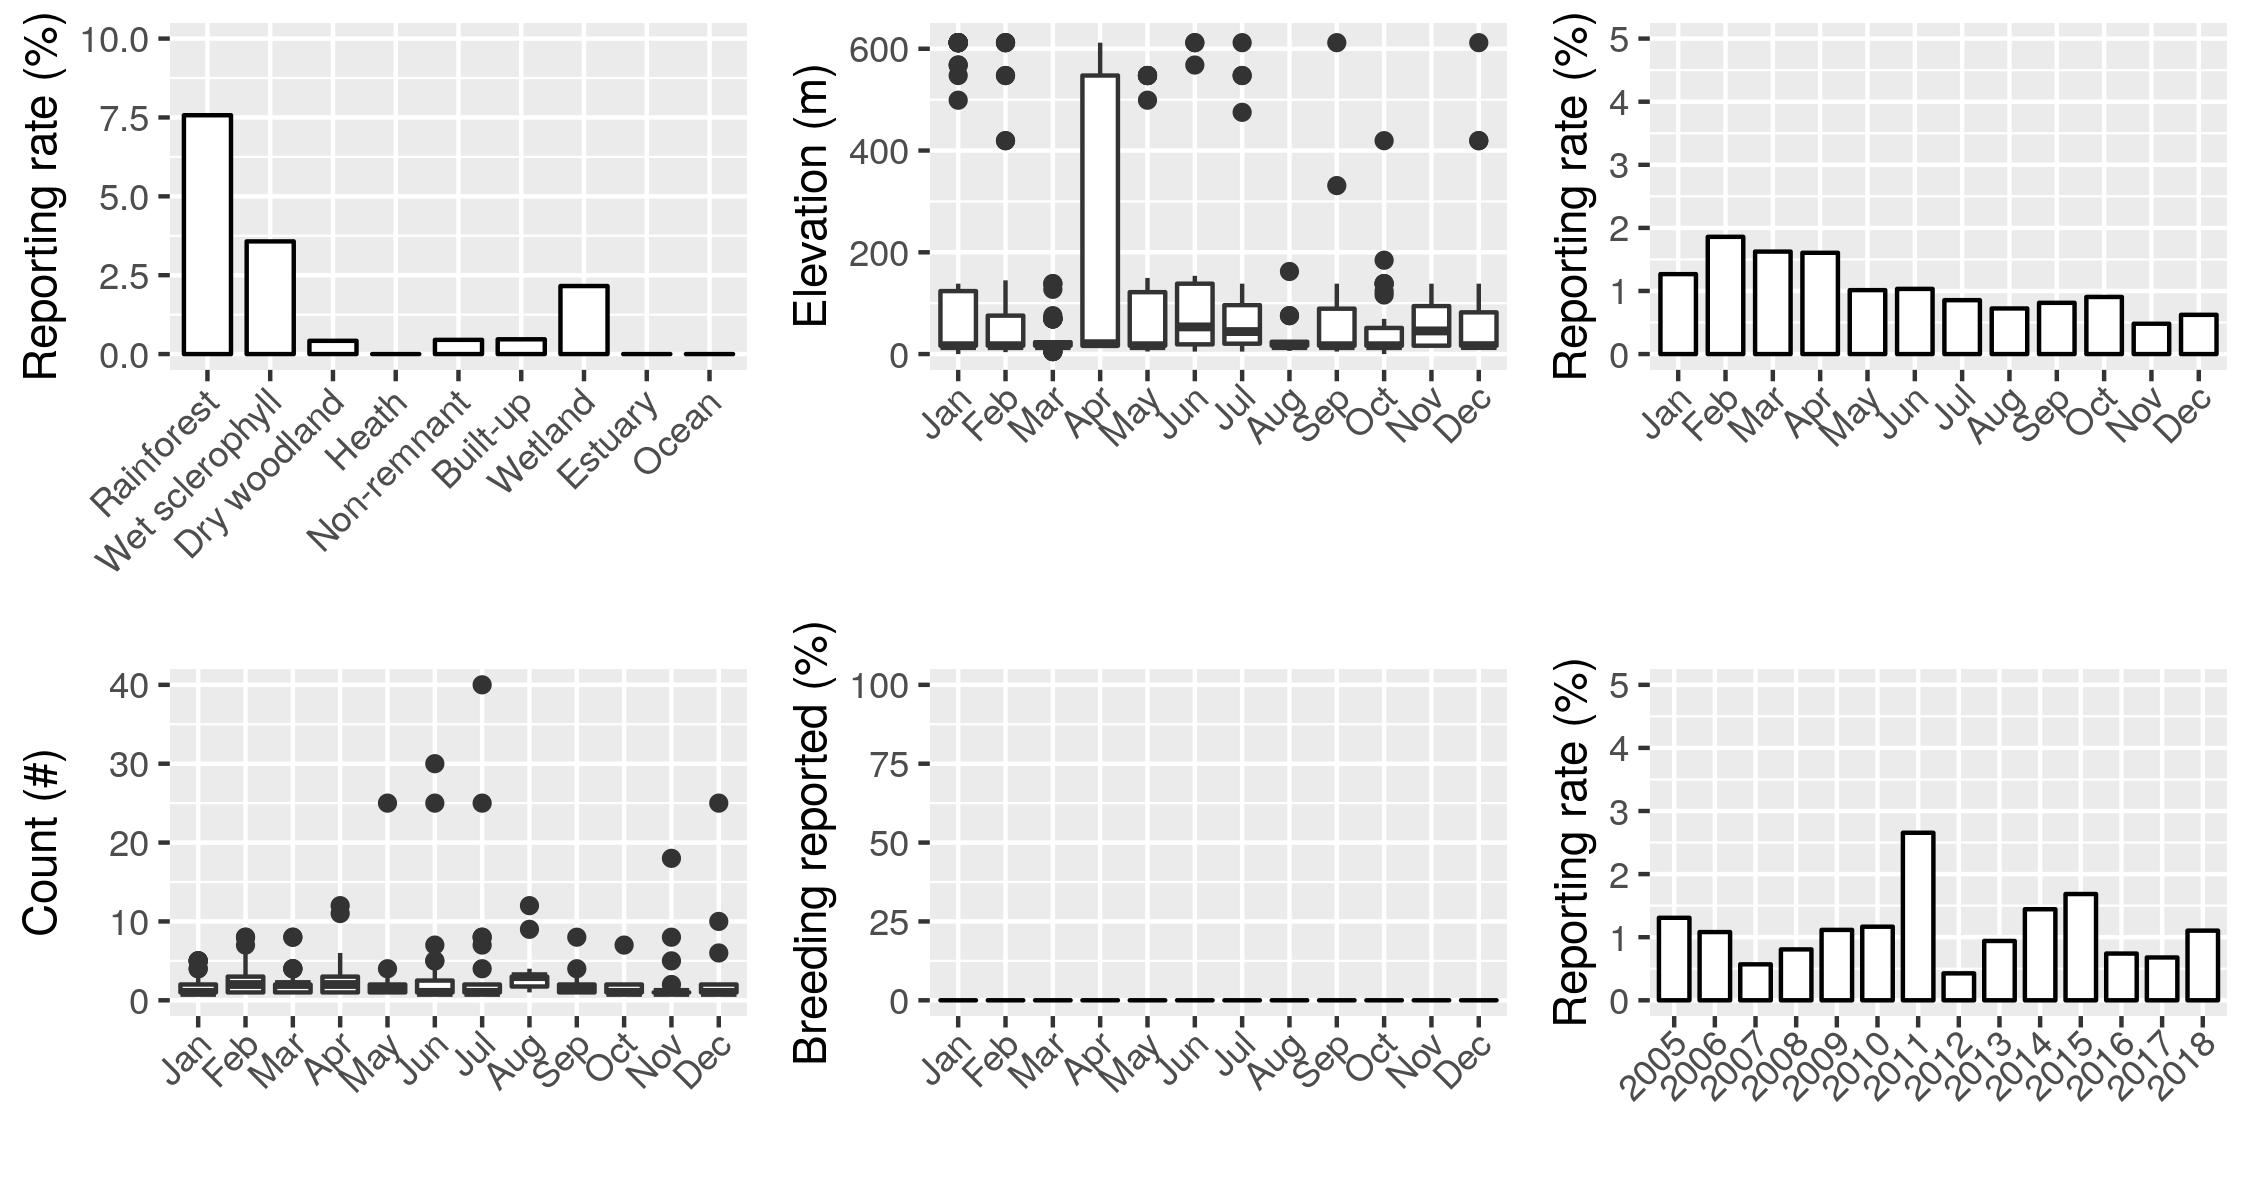 Reporting rate (%)
10.0
7.5
5.0
2.5
0.0
Rainforest
Wet sclerophyll
Dry woodland
Heath
Non-remnant
Built-up
Wetland
Estuary
Ocean
Elevation (m)
600
400
200
0
Jan
Feb
Mar
Apr
May
Jun
Jul
Aug
Sep
Oct
Nov
Dec
Reporting rate (%)
5
4
3
2
1
0
Jan
Feb
Mar
Apr
May
Jun
Jul
Aug
Sep
Oct
Nov
Dec
Count (#)
40
30
20
10
0
Jan
Feb
Mar
Apr
May
Jun
Jul
Aug
Sep
Oct
Nov
Dec
Breeding reported (%)
100
75
50
25
0
Jan
Feb
Mar
Apr
May
Jun
Jul
Aug
Sep
Oct
Nov
Dec
Reporting rate (%)
5
4
3
2
1
0
2005
2006
2007
2008
2009
2010
2011
2012
2013
2014
2015
2016
2017
2018